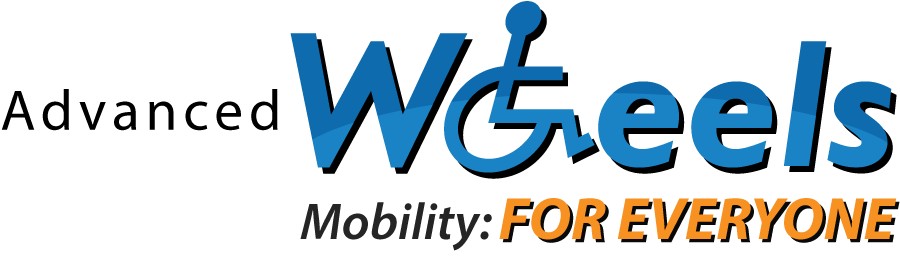 Advanced Wheels
Mobility: FOR EVERYONE